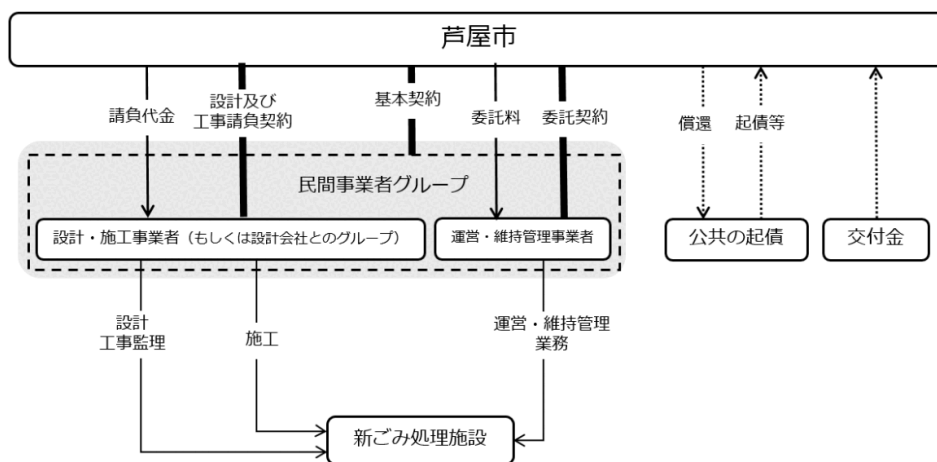 芦屋市
請負代金
設計及び
工事請負契約
基本契約
委託料
委託契約
償還
起債等
民間事業者グループ
設計・施工事業者（もしくは設計会社とのグループ）
運営・維持管理事業者
公共の起債
交付金
設計
工事監理
施工
運営・維持管理
業務
新ごみ処理施設